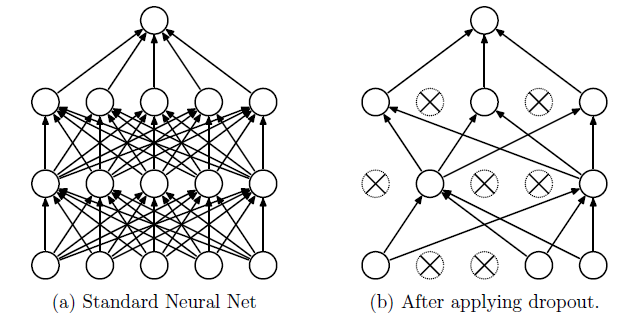 (a) Standard Neural Net
(b) After applying dropout.